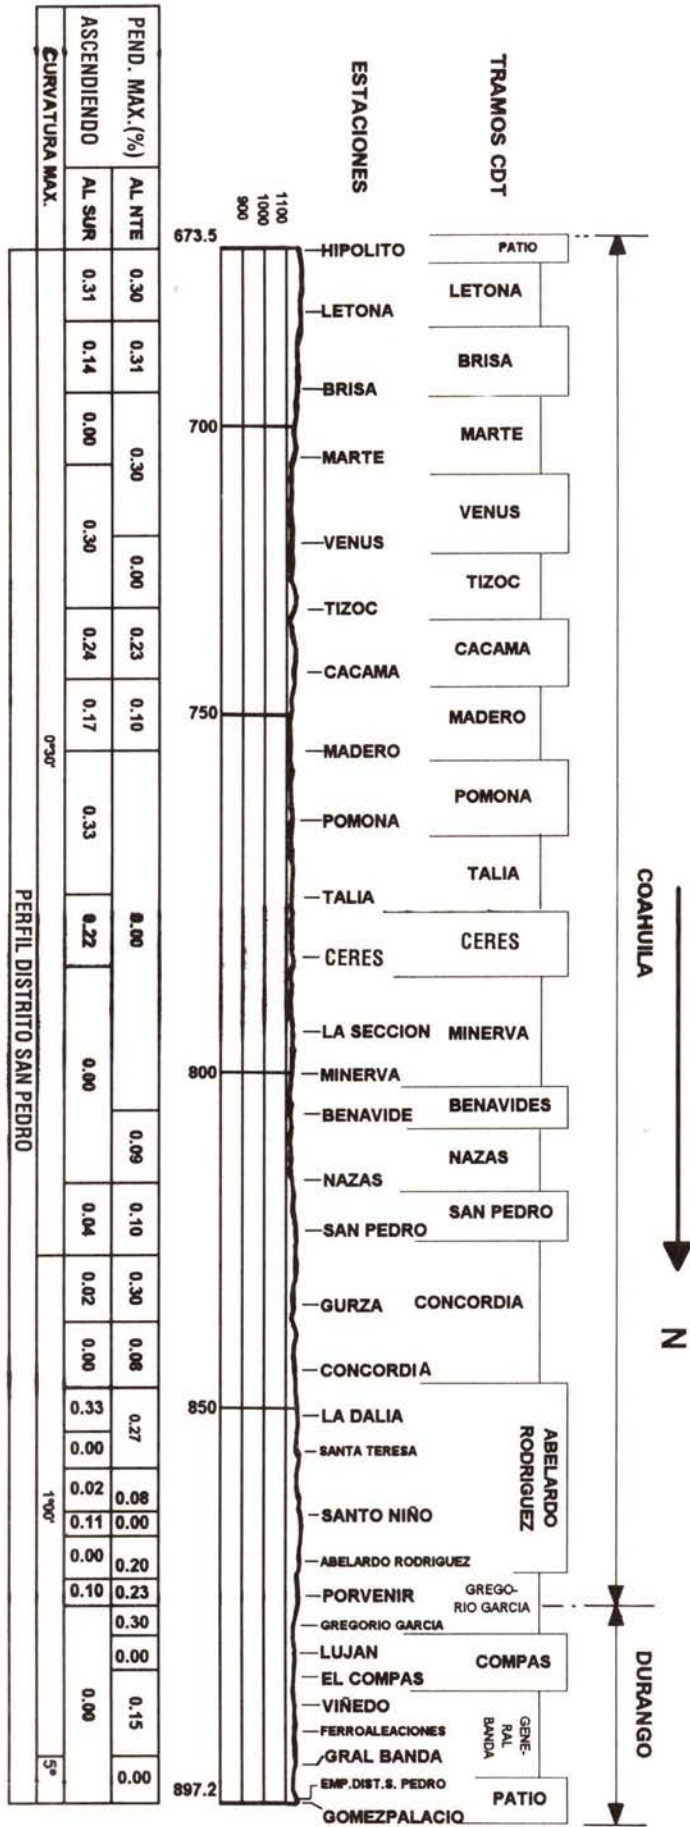 TRAMOS CDT
PATIO
LETONA
BRISA
MARTE
VENUS
TIZOC
CACAMA
MADERO
POMONA
TALIA
CERES
MINERVA
BENAVIDES
NAZAS
SAN PEDRO
CONCORDIA
ABELARDO
RODRIGUEZ
GREGO-
RIO GARCIA
COMPAS
GENE-
RAL
BANDA
PATIO
COAHUILA
DURANGO
N
ESTACIONES
HIPOLITO
LETONA
BRISA
MARTE
VENUS
TIZOC
CACAMA
MADERO
POMONA
TALIA
CERES
LA SECCION
MINERVA
BENAVIDE
NAZAS
SAN PEDRO
GURZA
CONCORDIA
LA DALIA
SANTA TERESA
SANTO NIÑO
ABELARDO RODRIGUEZ
PORVENIR
GREGORIO GARCIA
LUJAN
EL COMPAS
VIÑEDO
FERROALEACIONES
GRAL BANDA
EMP.DIST.S. PEDRO
GOMEZPALACIO
1100
1000
900
673.5
700
750
800
850
897.2
PEND. MAX.(%)
ASCENDIENDO
AL NTE
0.30
0.31
0.30
0.00
0.23
0.10
0.00
0.09
0.10
0.30
0.08
0.27
0.08
0.00
0.20
0.23
0.30
0.00
0.15
0.00
AL SUR
0.31
0.14
0.00
0.30
0.24
0.17
0.33
0.22
0.00
0.04
0.02
0.00
0.33
0.00
0.02
0.11
0.00
0.10
0.00
CURVATURA MAX.
0°30'
1°00'
5°
PERFIL DISTRITO SAN PEDRO